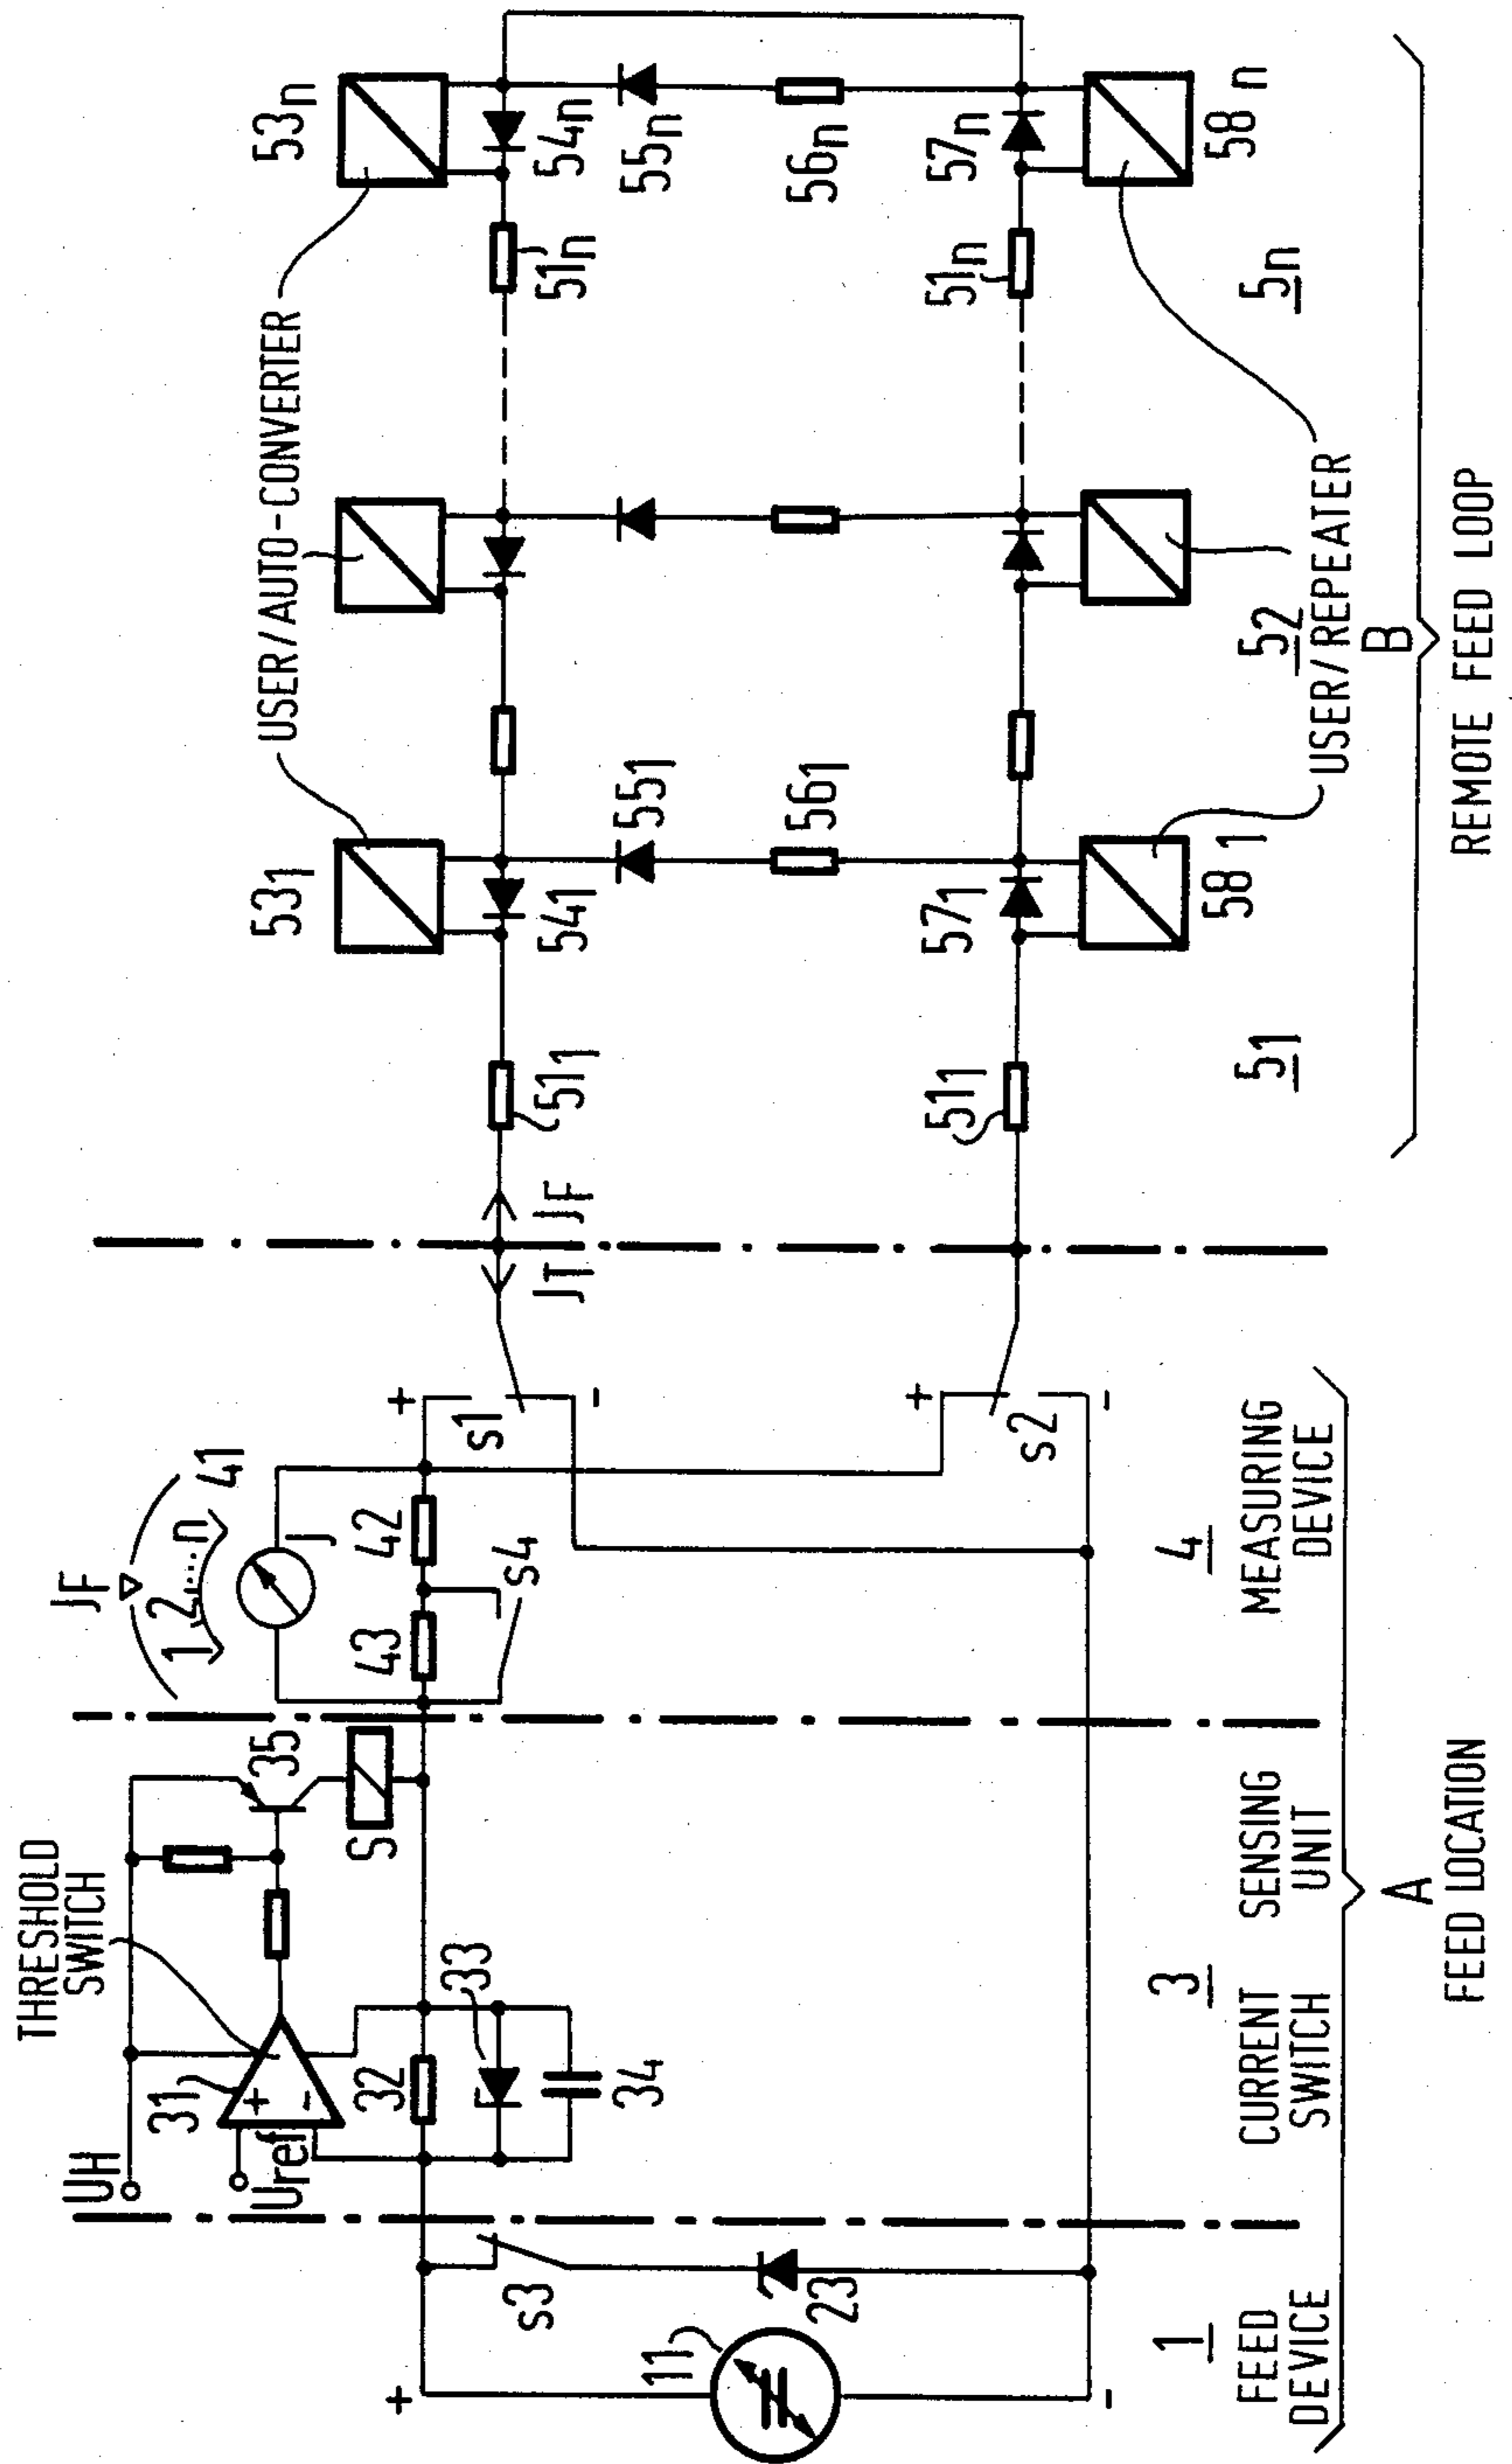 THRESHOLD
SWITCH
UH
Uref
31
+
-
35
S
32
33
34
JF
1, 2, ... n
41
J
43
42
s4
+
s1
-
+
s2
-
JT
JF
+
11
s3
23
-
USER/AUTO-CONVERTER
531
53n
511
541
551
561
571
511
58 1
51n
54n
55n
56n
57n
51n
58 n
USER/REPEATER
51
52
5n
1
FEED
DEVICE
3
CURRENT SENSING
SWITCH UNIT
4
MEASURING
DEVICE
A
FEED LOCATION
B
REMOTE FEED LOOP